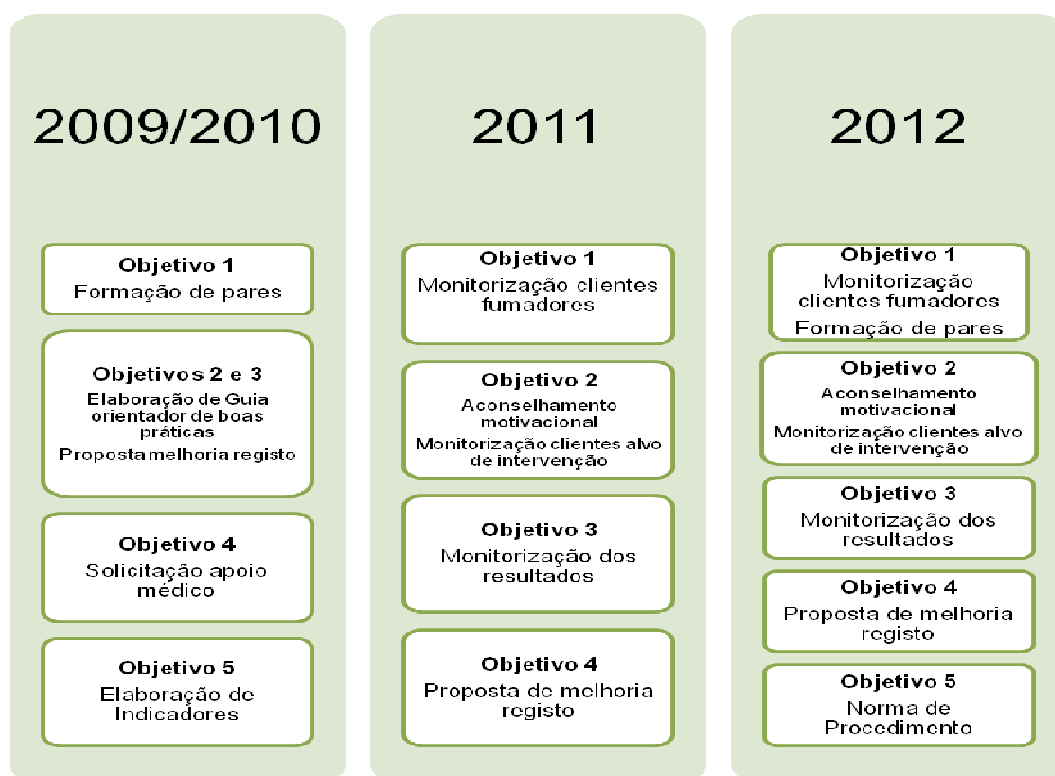 2009/2010
Objetivo 1
Formação de pares
Objetivos 2 e 3
Elaboração de Guia
orientador de boas
práticas
Proposta melhoria registo
Objetivo 4
Solicitação apoio
médico
Objetivo 5
Elaboração de
Indicadores
2011
Objetivo 1
Monitorização clientes
fumadores
Objetivo 2
Aconselhamento
motivacional
Monitorização clientes alvo
de intervenção
Objetivo 3
Monitorização dos
resultados
Objetivo 4
Proposta de melhoria
registo
2012
Objetivo 1
Monitorização
clientes fumadores
Formação de pares
Objetivo 2
Aconselhamento
motivacional
Monitorização clientes alvo
de intervenção
Objetivo 3
Monitorização dos
resultados
Objetivo 4
Proposta de melhoria
registo
Objetivo 5
Norma de
Procedimento